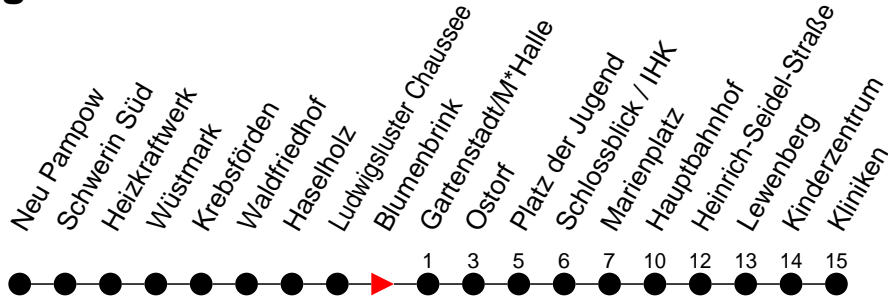 Neu Pampow
Schwerin Süd
Heizkraftwerk
Wüstmark
Krebsförden
Waldfriedhof
Haselholz
Ludwigsluster Chaussee
Blumenbrink
Gartenstadt/M*Halle
Ostorf
Platz der Jugend
Schlossblick / IHK
Marienplatz
Hauptbahnhof
Heinrich-Seidel-Straße
Lewenberg
Kinderzentrum
Kliniken
1 3 5 6 7 10 12 13 14 15